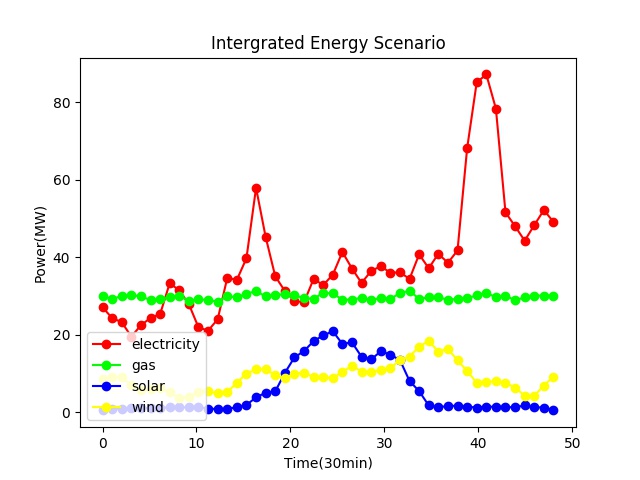 Intergrated Energy Scenario
Power(MW)
80
60
40
20
0
electricity
gas
solar
wind
0 10 20 30 40 50
Time(30min)